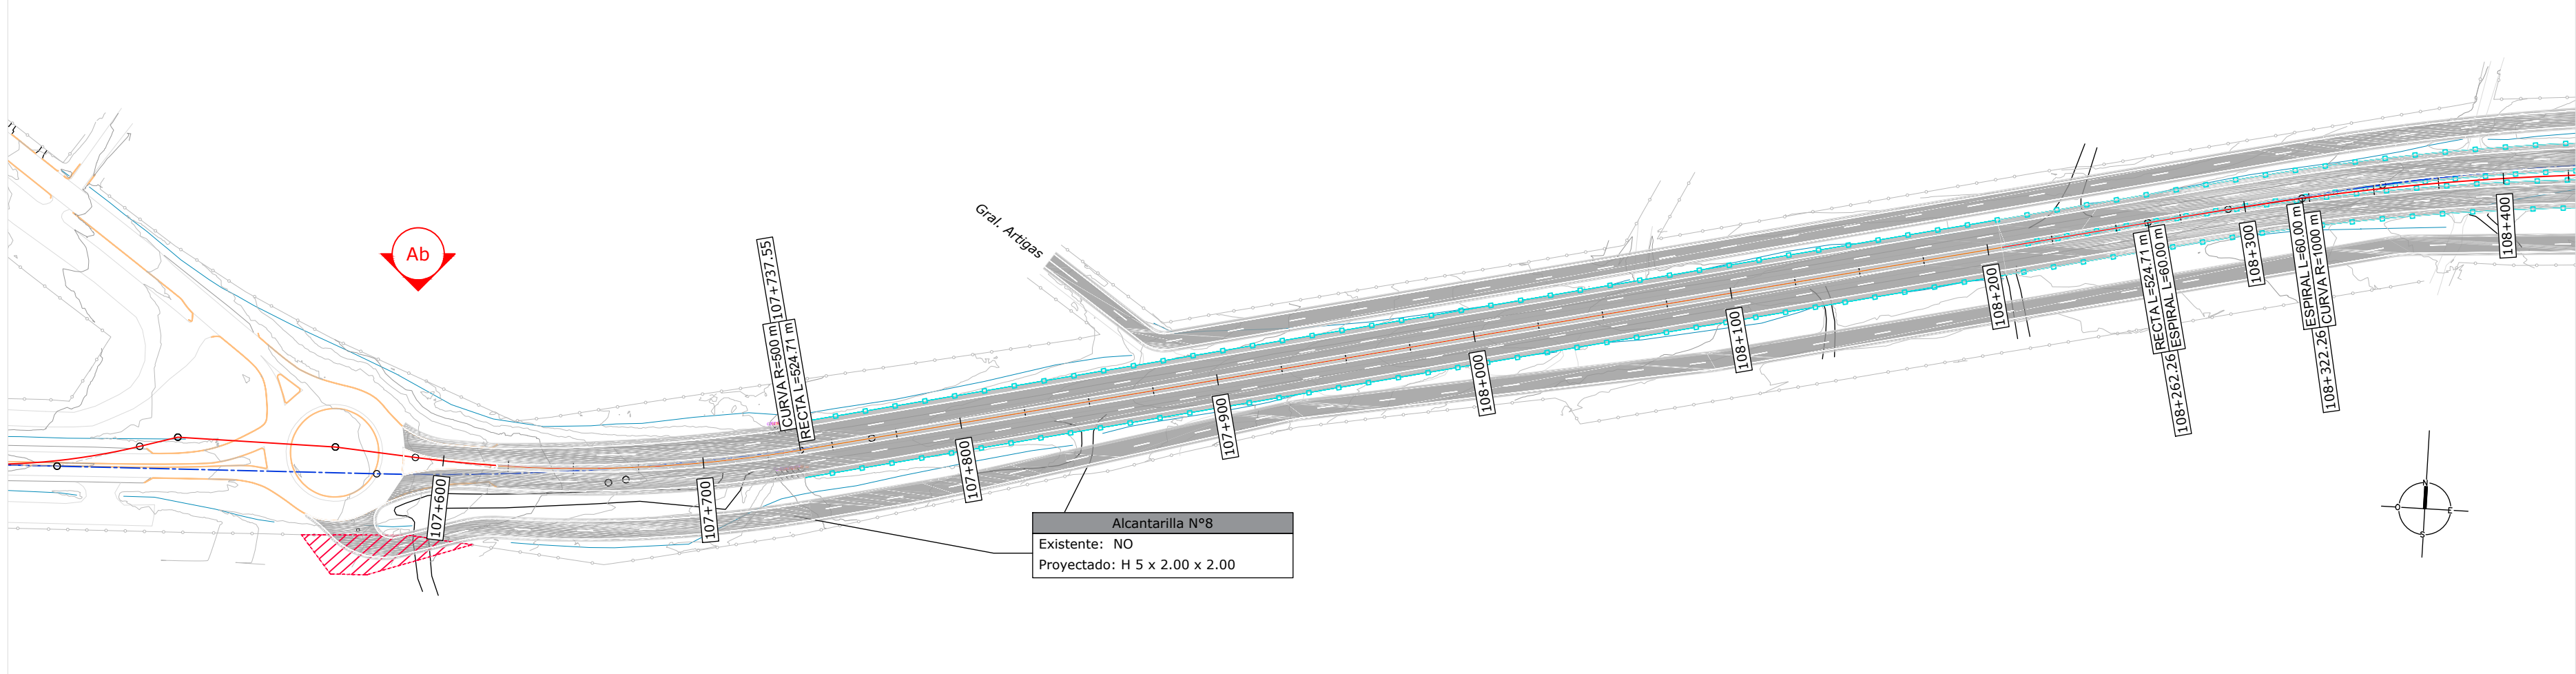 Ab
107+737.55
CURVA R=500 m
RECTA L=524.71 m
Gral. Artigas
107+600
107+700
107+800
107+900
108+000
108+100
108+200
RECTA L=524.71 m
ESPIRAL L=60.00 m
108+262.26
108+300
ESPIRAL L=60.00 m
CURVA R=1000 m
108+322.26
108+400
Alcantarilla N°8
Existente: NO
Proyectado: H 5 x 2.00 x 2.00
N
O
E
S